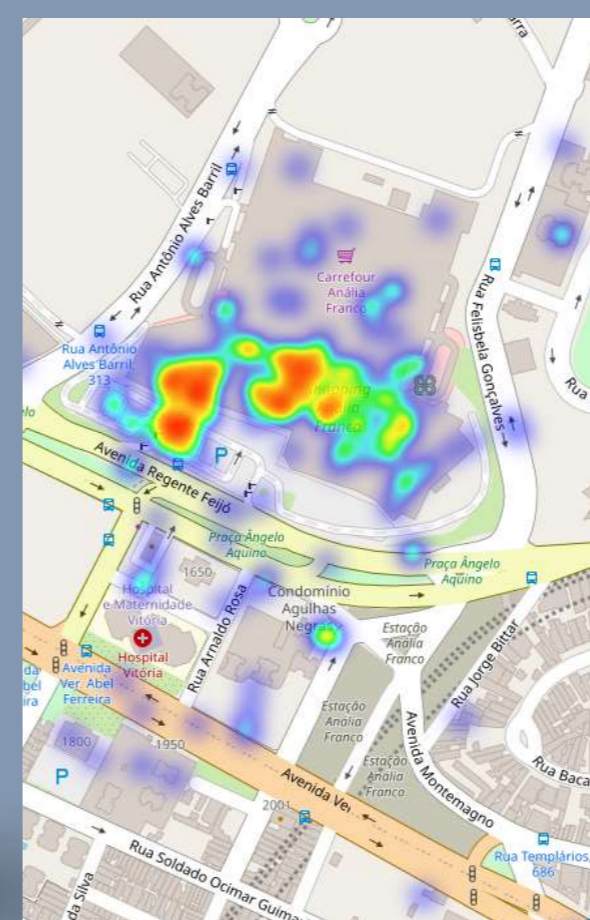 Rua Antônio Alves Barril
Carrefour
Anália
Franco
Rua Felisbela Gonçalves
Rua
Rua Antônio
Alves Barril,
313
Shopping
Anália
Franco
P
Avenida Regente Feijó
Praça Ângelo
Aquino
Praça Ângelo
Aquino
1650
Hospital
e Maternidade
Vitória
Condomínio
Agulhas
Negras
Hospital
Vitória
Rua Arnaldo Rosa
Estação
Anália
Franco
Rua Jorge Bittar
Avenida
Ver. Abel
Ferreira
Estação
Anália
Franco
Estação
Anália
Franco
Avenida Montemagno
1800
1950
P
Avenida Ver
Rua Baca
2001
Rua Templários,
686
Rua Soldado Ocimar Guima
da Silva